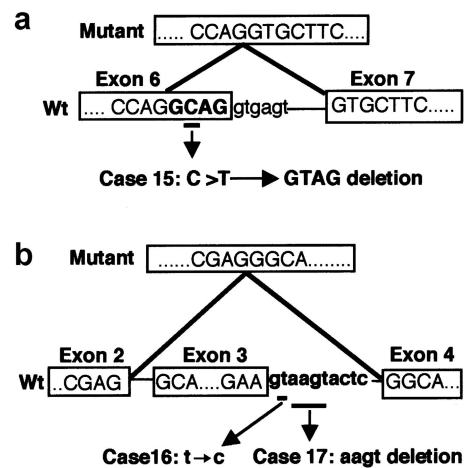 a
Mutant ..... CCAGGTGCTTC....
Exon 6 Exon 7
Wt .... CCAGGCAGgtgagt GTGCTTC.....
Case 15: C >T GTAG deletion
b
Mutant ......CGAGGGCA........
Exon 2 Exon 3 Exon 4
Wt ..CGAG GCA....GAA gtaagtactc GGCA...
Case16: t→c Case 17: aagt deletion